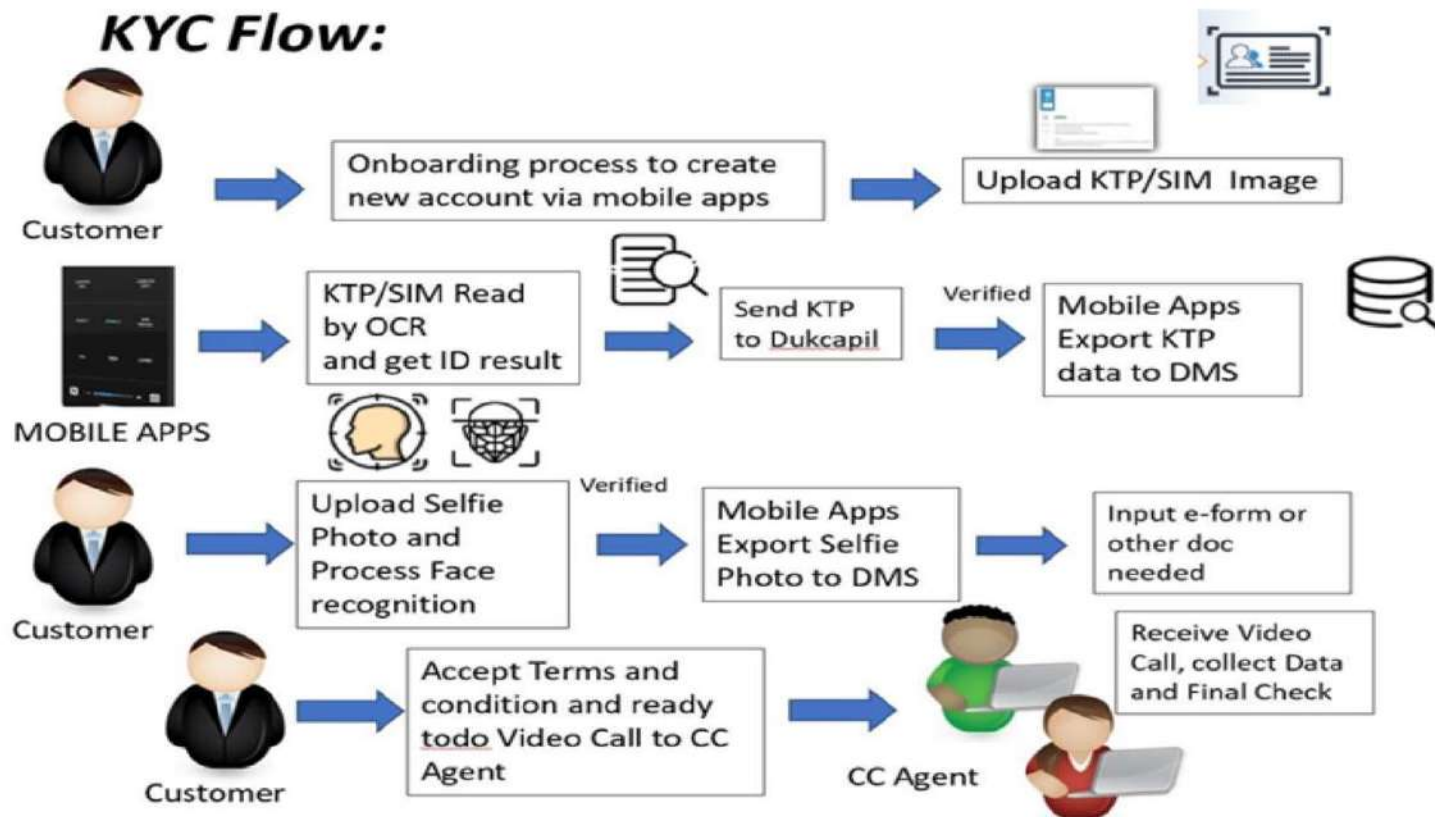 KYC Flow:
Onboarding process to create
new account via mobile apps
Upload KTP/SIM Image
Customer
KTP/SIM Read
by OCR
and get ID result
Send KTP
to Dukcapil
Verified
Mobile Apps
Export KTP
data to DMS
MOBILE APPS
Upload Selfie
Photo and
Process Face
recognition
Verified
Mobile Apps
Export Selfie
Photo to DMS
Input e-form or
other doc
needed
Customer
Accept Terms and
condition and ready
todo Video Call to CC
Agent
Receive Video
Call, collect Data
and Final Check
Customer
CC Agent